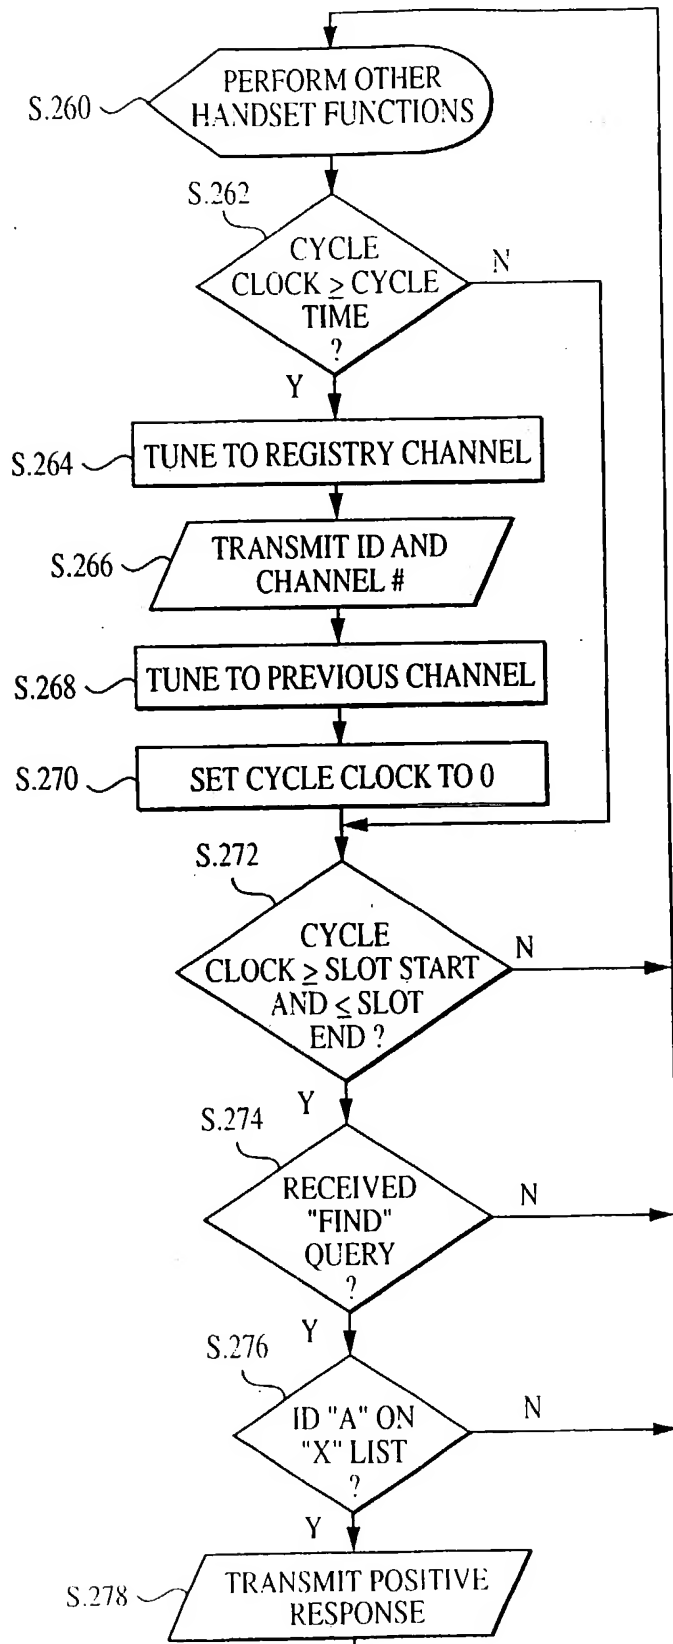 S.260
PERFORM OTHER
HANDSET FUNCTIONS
S.262
CYCLE
CLOCK ≥ CYCLE
TIME
?
N
Y
S.264
TUNE TO REGISTRY CHANNEL
S.266
TRANSMIT ID AND
CHANNEL #
S.268
TUNE TO PREVIOUS CHANNEL
S.270
SET CYCLE CLOCK TO 0
S.272
CYCLE
CLOCK ≥ SLOT START
AND ≤ SLOT
END ?
N
Y
S.274
RECEIVED
"FIND"
QUERY
?
N
Y
S.276
ID "A" ON
"X" LIST
?
N
Y
S.278
TRANSMIT POSITIVE
RESPONSE